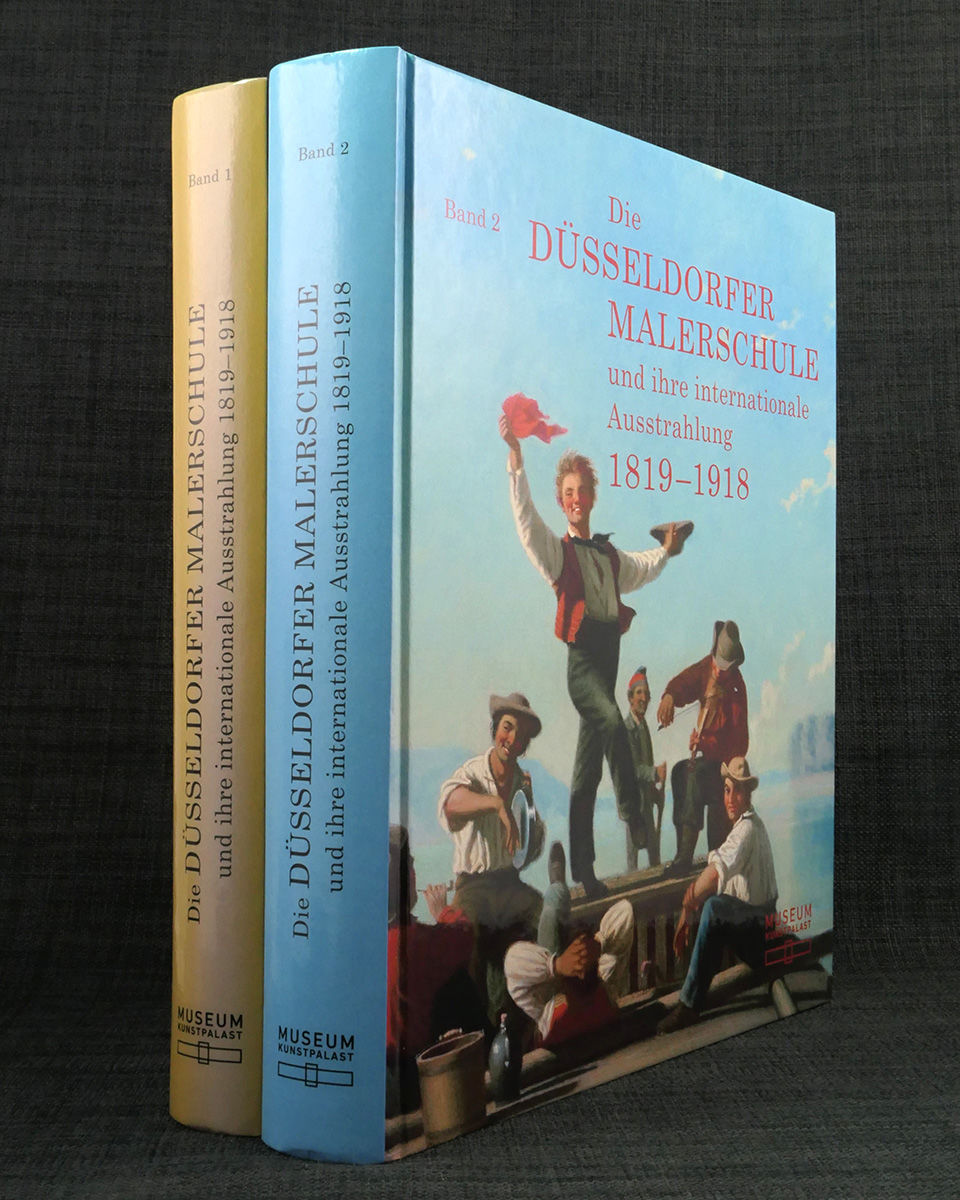 Band 1
Die DÜSSELDORFER MALERSCHULE
und ihre internationale Ausstrahlung 1819–1918
MUSEUM
KUNSTPALAST
Band 2
Die DÜSSELDORFER MALERSCHULE
und ihre internationale Ausstrahlung 1819–1918
MUSEUM
KUNSTPALAST
Band 2
Die
DÜSSELDORFER
MALERSCHULE
und ihre internationale
Ausstrahlung
1819–1918
MUSEUM
KUNSTPALAST